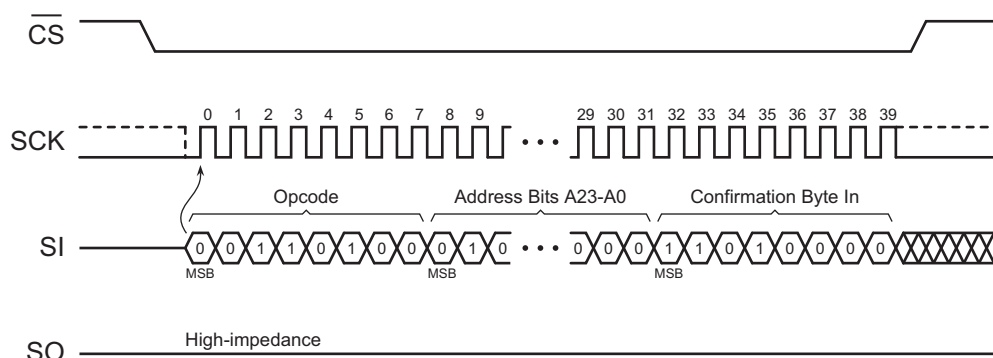 CS
0 1 2 3 4 5 6 7 8 9 29 30 31 32 33 34 35 36 37 38 39
SCK
• • •
Opcode Address Bits A23-A0 Confirmation Byte In
SI 0 0 1 1 0 1 0 0 0 1 0 • • • 0 0 0 1 1 0 1 0 0 0 0
MSB MSB MSB
High-impedance
SO